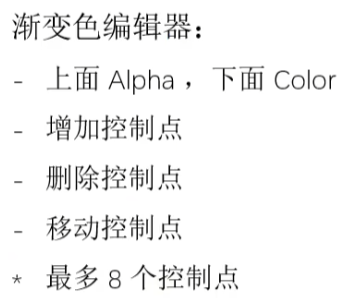 渐变色编辑器：
- 上面 Alpha ，下面 Color
- 增加控制点
- 删除控制点
- 移动控制点
* 最多 8 个控制点